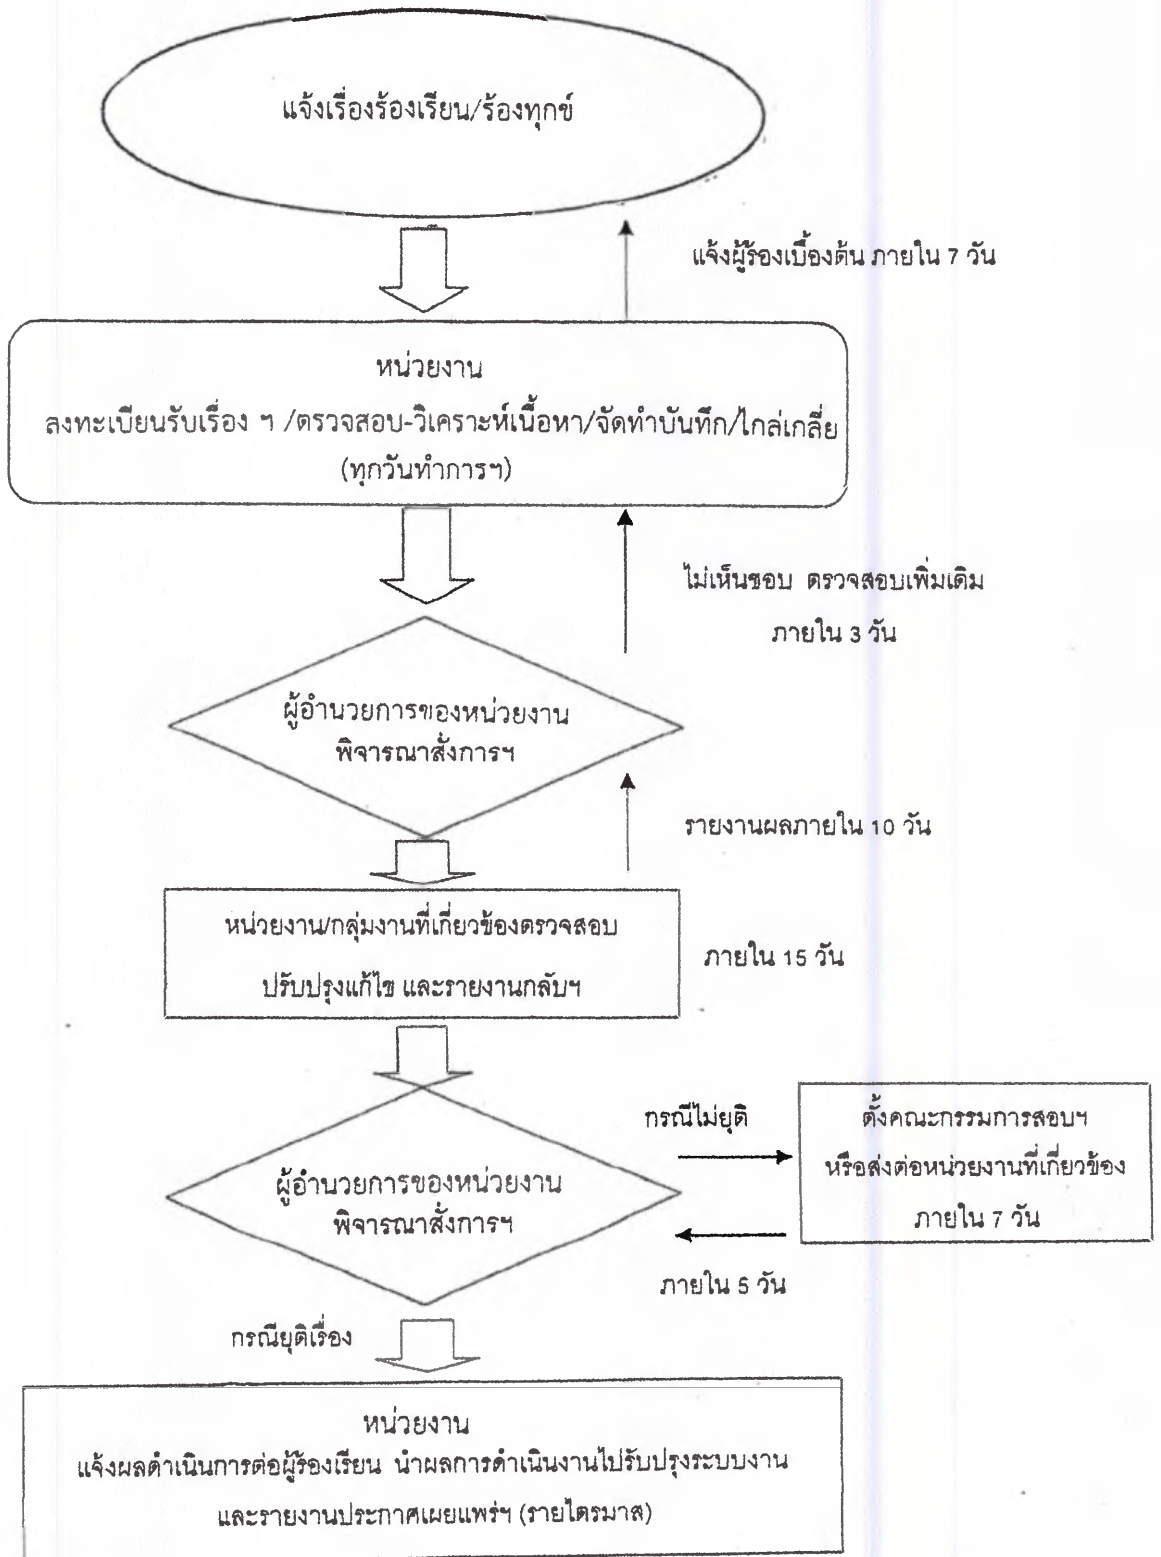 แจ้งเรื่องร้องเรียน/ร้องทุกข์
แจ้งผู้ร้องเบื้องต้น ภายใน 7 วัน
หน่วยงาน
ลงทะเบียนรับเรื่อง ฯ /ตรวจสอบ-วิเคราะห์เนื้อหา/จัดทำบันทึก/ไกล่เกลี่ย
(ทุกวันทำการฯ)
ไม่เห็นชอบ ตรวจสอบเพิ่มเติม
ภายใน 3 วัน
ผู้อำนวยการของหน่วยงาน
พิจารณาสั่งการฯ
รายงานผลภายใน 10 วัน
หน่วยงาน/กลุ่มงานที่เกี่ยวข้องตรวจสอบ
ปรับปรุงแก้ไข และรายงานกลับฯ
ภายใน 15 วัน
กรณีไม่ยุติ
ตั้งคณะกรรมการสอบฯ
หรือส่งต่อหน่วยงานที่เกี่ยวข้อง
ภายใน 7 วัน
ผู้อำนวยการของหน่วยงาน
พิจารณาสั่งการฯ
ภายใน 5 วัน
กรณียุติเรื่อง
หน่วยงาน
แจ้งผลดำเนินการต่อผู้ร้องเรียน นำผลการดำเนินงานไปรับปรุงระบบงาน
และรายงานประกาศเผยแพร่ฯ (รายไตรมาส)